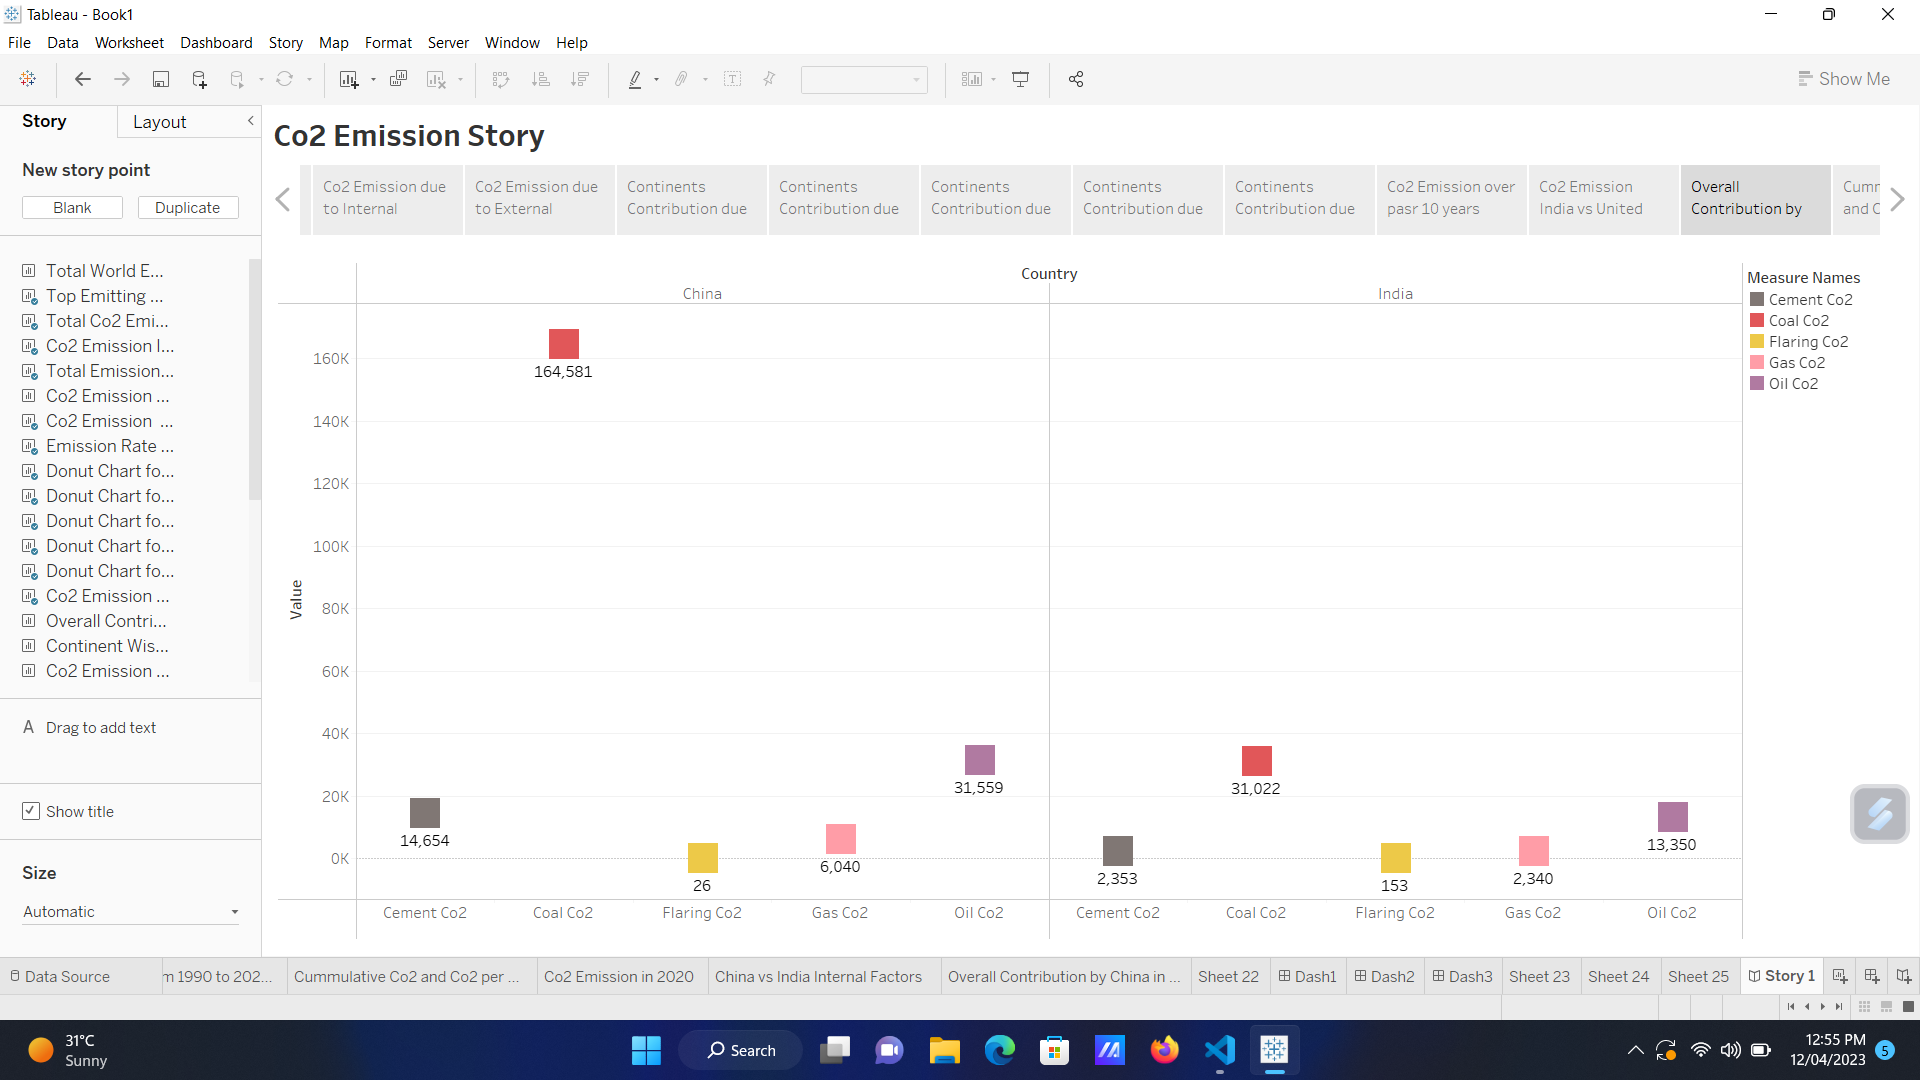 Tableau - Book1
File Data Worksheet Dashboard Story Map Format Server Window Help
Show Me
Story Layout
New story point
Blank Duplicate
Total World E...
Top Emitting ...
Total Co2 Emi...
Co2 Emission I...
Total Emission...
Co2 Emission ...
Co2 Emission ...
Emission Rate ...
Donut Chart fo...
Donut Chart fo...
Donut Chart fo...
Donut Chart fo...
Donut Chart fo...
Co2 Emission ...
Overall Contri...
Continent Wis...
Co2 Emission ...
A Drag to add text
Show title
Size
Automatic
Co2 Emission Story
Co2 Emission due
to Internal
Co2 Emission due
to External
Continents
Contribution due
Continents
Contribution due
Continents
Contribution due
Continents
Contribution due
Continents
Contribution due
Co2 Emission over
pasr 10 years
Co2 Emission
India vs United
Overall
Contribution by
Cumr
and C
Country
China India
Value
160K
140K
120K
100K
80K
60K
40K
20K
0K
164,581
14,654
26
6,040
31,559
2,353
31,022
153
2,340
13,350
Cement Co2 Coal Co2 Flaring Co2 Gas Co2 Oil Co2 Cement Co2 Coal Co2 Flaring Co2 Gas Co2 Oil Co2
Measure Names
Cement Co2
Coal Co2
Flaring Co2
Gas Co2
Oil Co2
Data Source m 1990 to 202... Cummulative Co2 and Co2 per ... Co2 Emission in 2020 China vs India Internal Factors Overall Contribution by China in ... Sheet 22 Dash1 Dash2 Dash3 Sheet 23 Sheet 24 Sheet 25 Story 1
31°C
Sunny
Search
12:55 PM
12/04/2023
5